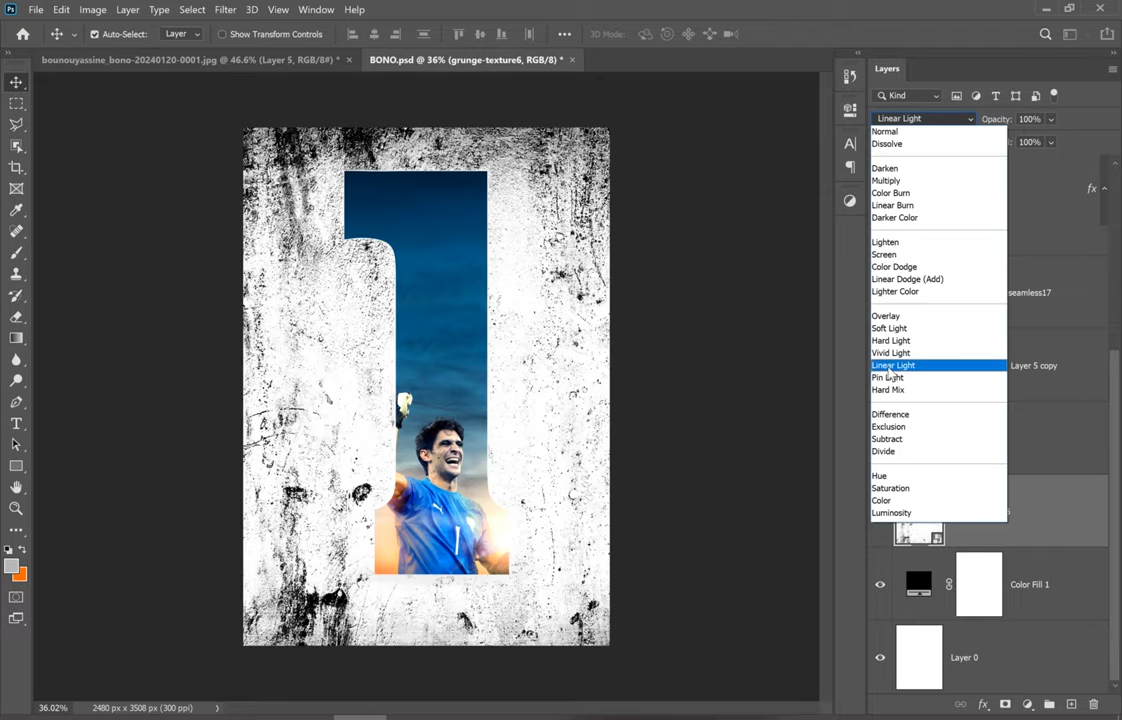 Ps File Edit Image Layer Type Select Filter 3D View Window Help
Auto-Select: Layer Show Transform Controls 3D Mode:
bounouyassine_bono-20240120-0001.jpg @ 46.6% (Layer 5, RGB/8#) * × BONO.psd @ 36% (grunge-texture6, RGB/8) * ×
Layers
Kind
Linear Light Opacity: 100%
Normal
100%
Dissolve
Darken
Multiply
Color Burn
fx
Linear Burn
Darker Color
Lighten
Screen
Color Dodge
Linear Dodge (Add)
Lighter Color
seamless17
Overlay
Soft Light
Hard Light
Vivid Light
Linear Light
Layer 5 copy
Pin Light
Hard Mix
Difference
Exclusion
Subtract
Divide
Hue
Saturation
Color
Luminosity
1
Color Fill 1
Layer 0
36.02% 2480 px x 3508 px (300 ppi)
fx